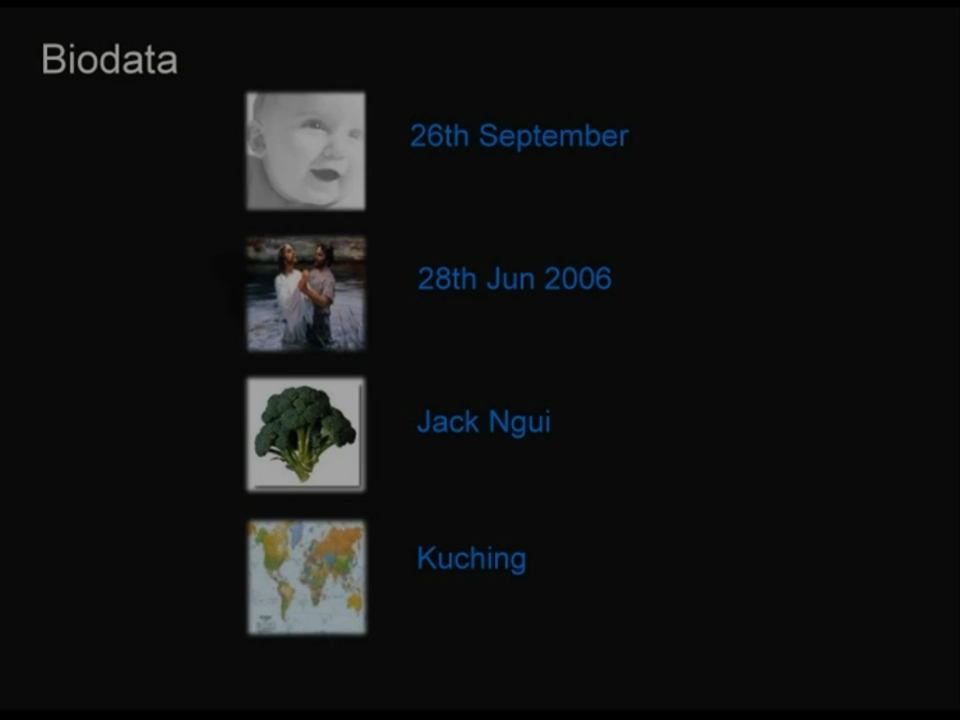 Biodata
26th September
28th Jun 2006
Jack Ngui
Kuching